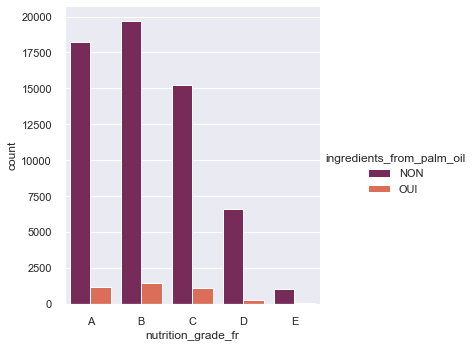 20000
17500
15000
12500
10000
7500
5000
2500
0
count
A B C D E
nutrition_grade_fr
ingredients_from_palm_oil
NON
OUI